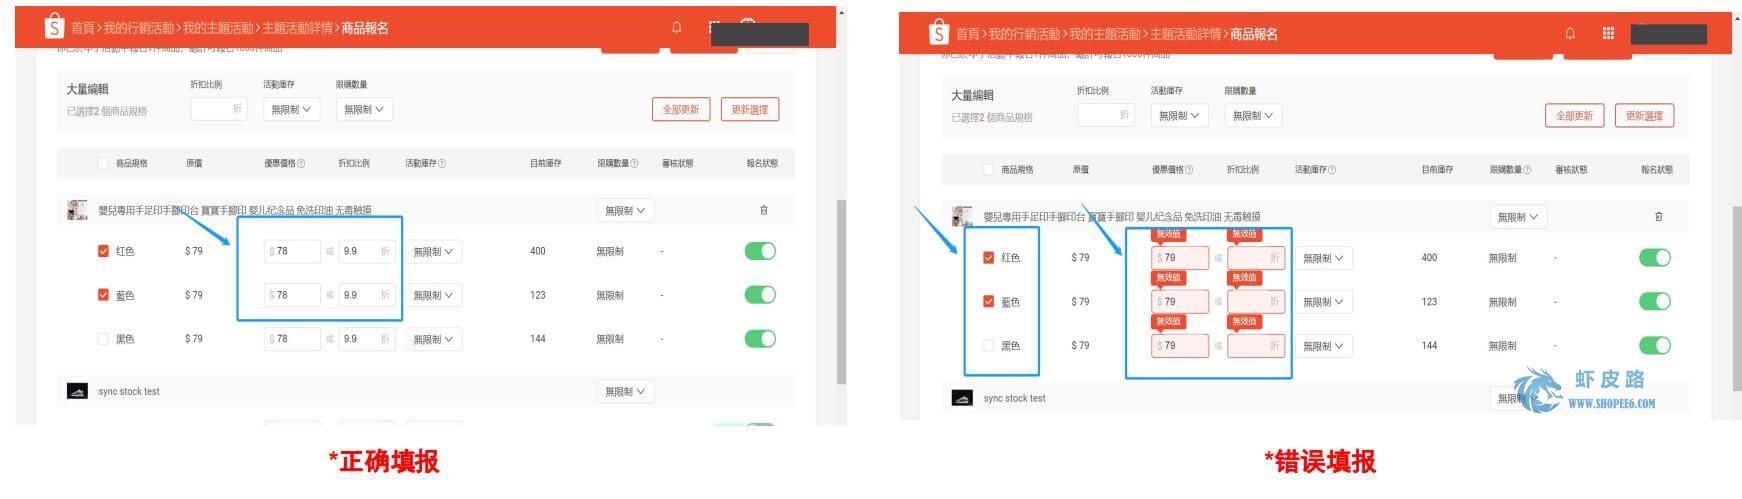 首頁>我的行銷活動>我的主題活動>主題活動詳情>商品報名
大量編輯
折扣比例
活動庫存
限購數量
已選擇2 個商品規格
折
無限制
無限制
全部更新
更新選擇
商品規格
原價
優惠價格
折扣比例
活動庫存
目前庫存
限購數量
審核狀態
報名狀態
嬰兒專用手足印手腳印台 寶寶手腳印 婴儿纪念品 免洗印油 无毒触摸
無限制
红色
$ 79
$ 78
或
9.9
折
無限制
400
無限制
-
藍色
$ 79
$ 78
或
9.9
折
無限制
123
無限制
-
黑色
$ 79
$ 78
或
9.9
折
無限制
144
無限制
-
sync stock test
無限制
*正确填报
首頁>我的行銷活動>我的主題活動>主題活動詳情>商品報名
大量編輯
折扣比例
活動庫存
限購數量
已選擇2 個商品規格
折
無限制
無限制
全部更新
更新選擇
商品規格
原價
優惠價格
折扣比例
活動庫存
目前庫存
限購數量
審核狀態
報名狀態
嬰兒專用手足印手腳印台 寶寶手腳印 婴儿纪念品 免洗印油 无毒触摸
無限制
無效值
無效值
红色
$ 79
$ 79
或
折
無限制
400
無限制
-
無效值
無效值
藍色
$ 79
$ 79
或
折
無限制
123
無限制
-
無效值
無效值
黑色
$ 79
$ 79
或
折
無限制
144
無限制
-
sync stock test
無限制
虾皮路
WWW.SHOPEE6.COM
*错误填报